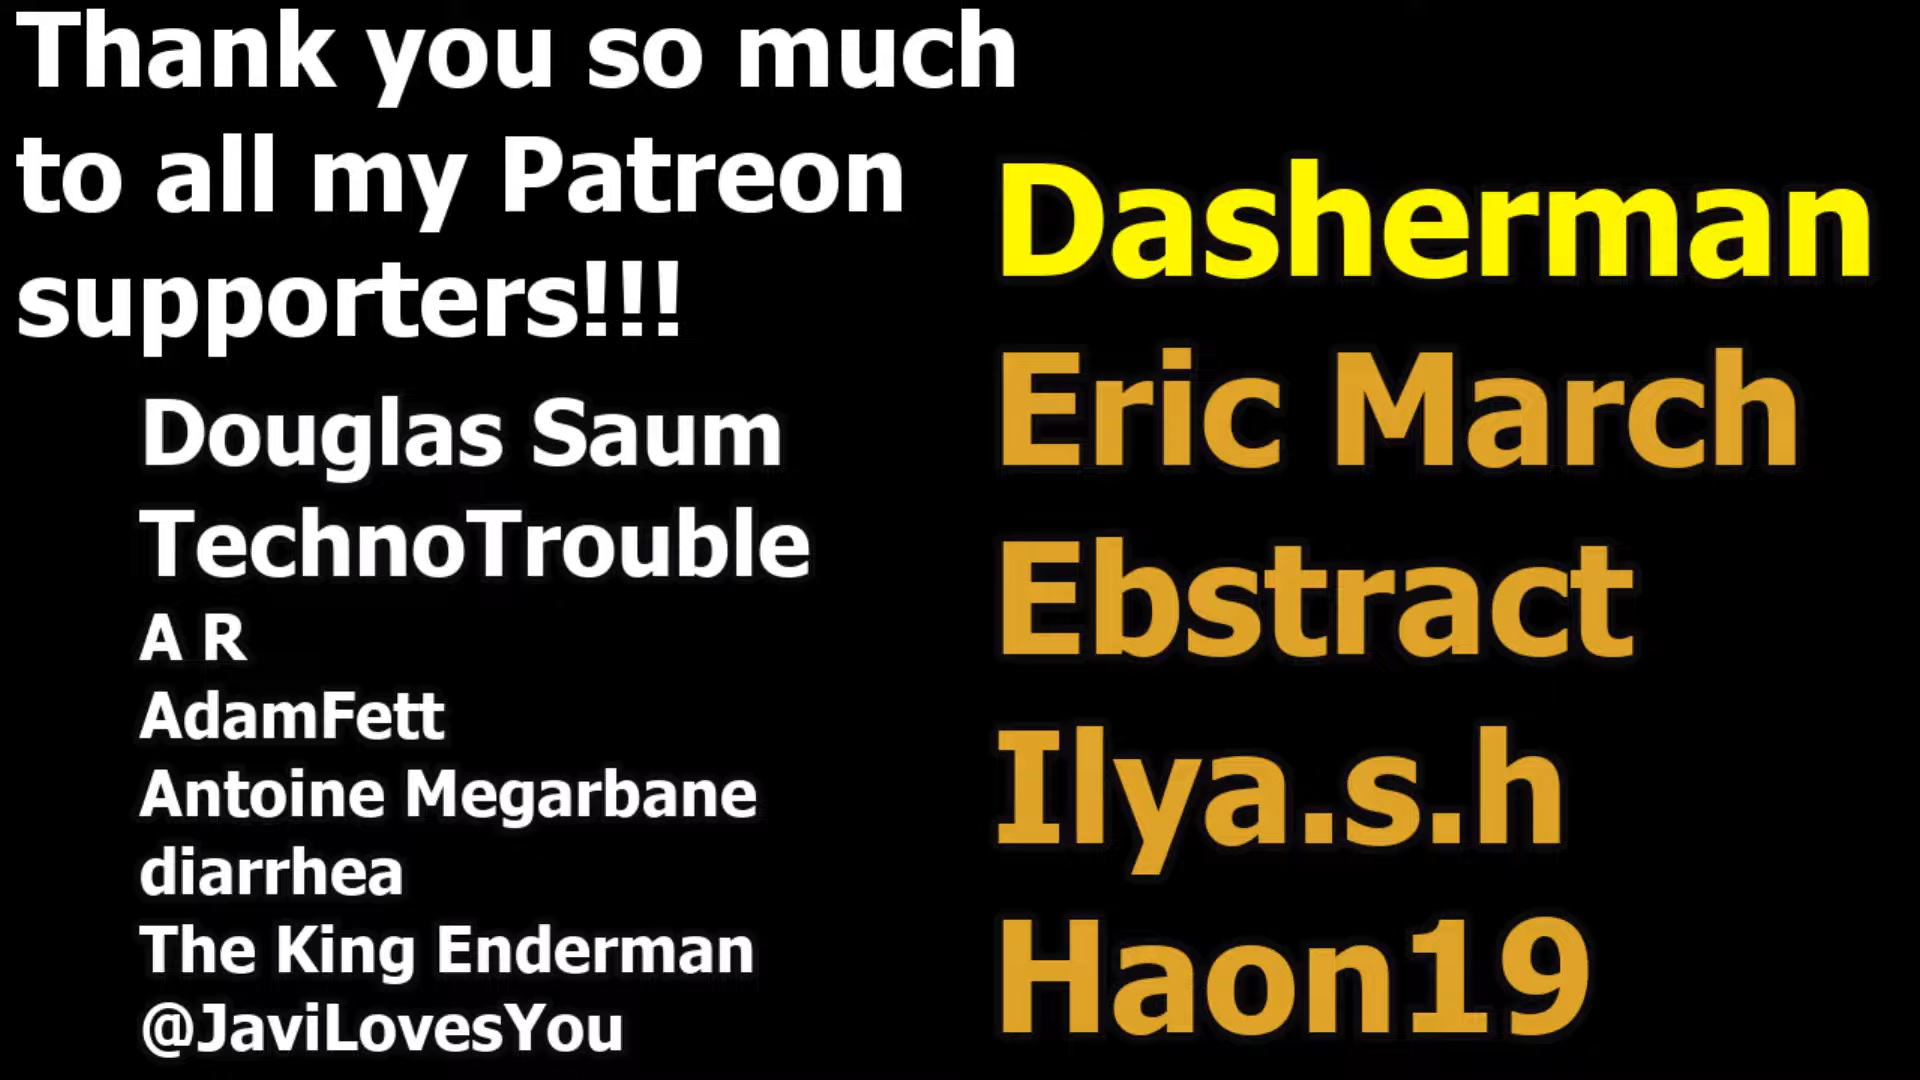 Thank you so much
to all my Patreon
supporters!!!
Douglas Saum
TechnoTrouble
A R
AdamFett
Antoine Megarbane
diarrhea
The King Enderman
@JaviLovesYou
Dasherman
Eric March
Ebstract
Ilya.s.h
Haon19